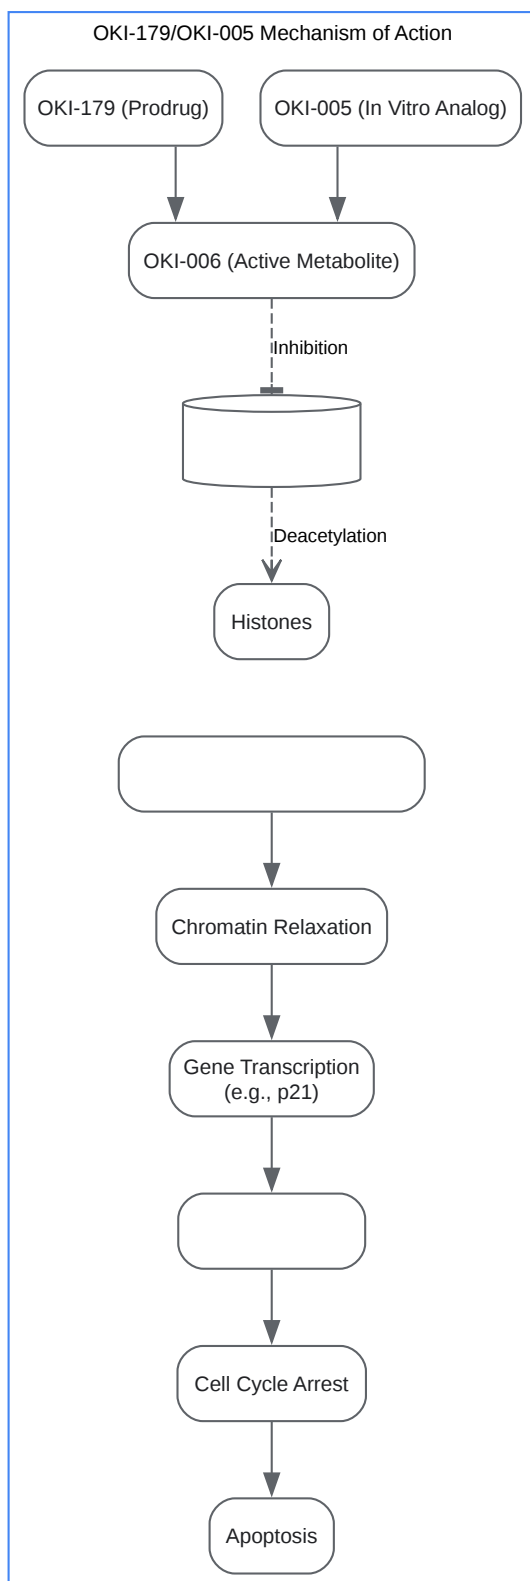 OKI-179/OKI-005 Mechanism of Action
OKI-179 (Prodrug)
OKI-005 (In Vitro Analog)
OKI-006 (Active Metabolite)
Inhibition
Deacetylation
Histones
Chromatin Relaxation
Gene Transcription
(e.g., p21)
Cell Cycle Arrest
Apoptosis